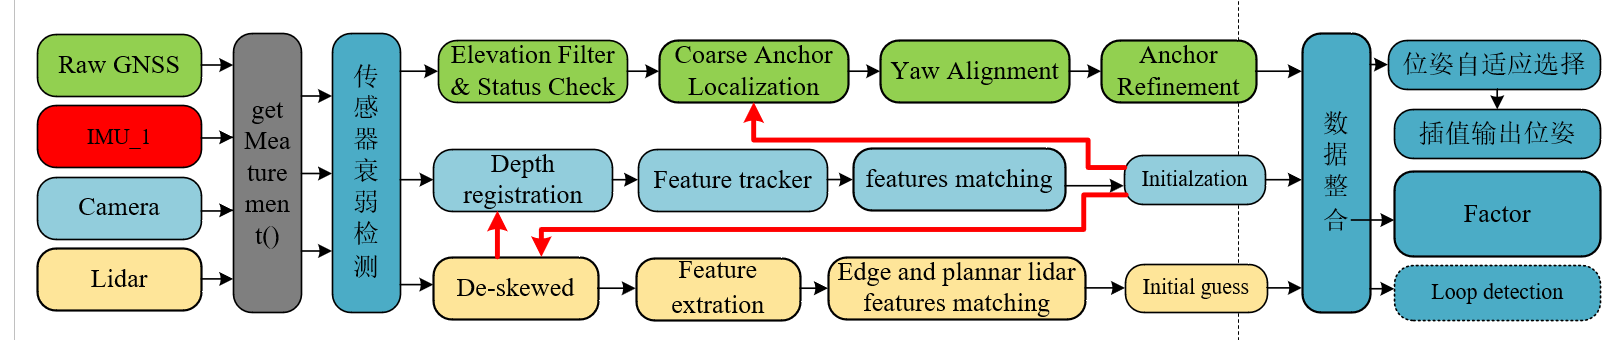 Raw GNSS
IMU_1
Camera
Lidar
get
Mea
ture
men
t()
传
感
器
衰
弱
检
测
Elevation Filter
& Status Check
Coarse Anchor
Localization
Yaw Alignment
Anchor
Refinement
Depth
registration
Feature tracker
features matching
Initialzation
De-skewed
Feature
extration
Edge and plannar lidar
features matching
Initial guess
数
据
整
合
位姿自适应选择
插值输出位姿
Factor
Loop detection